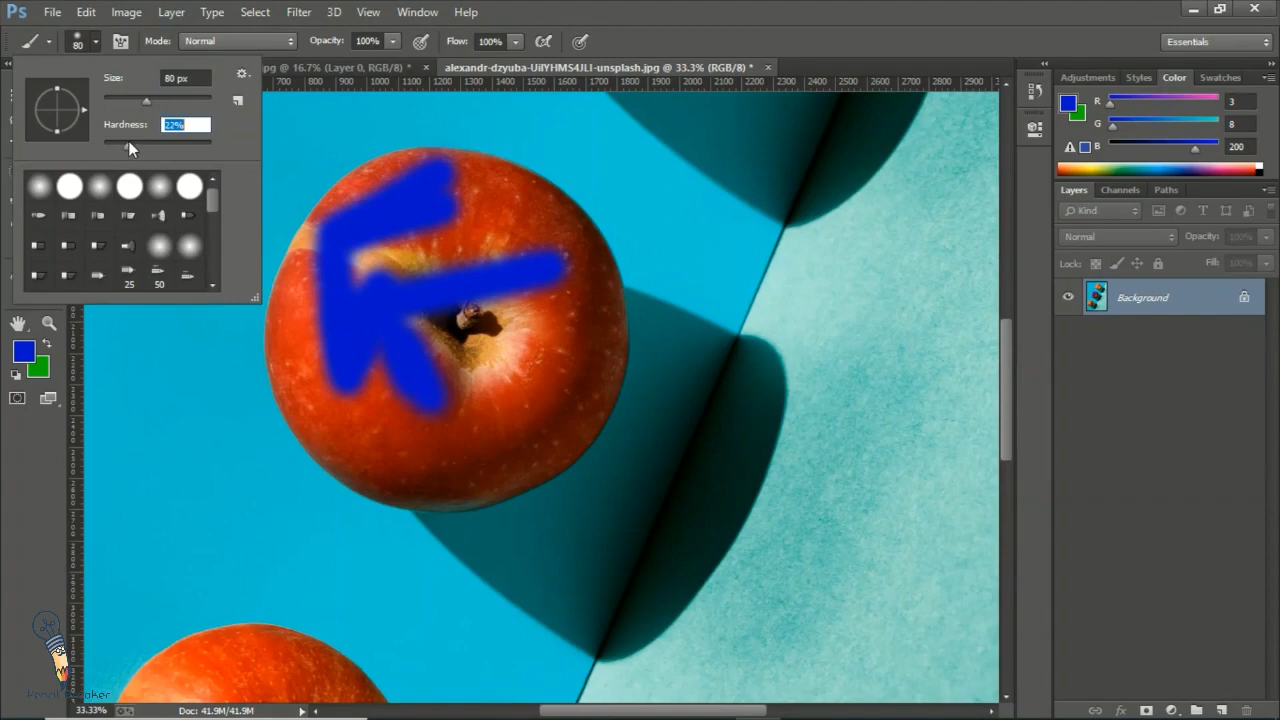 Ps File Edit Image Layer Type Select Filter 3D View Window Help
80 Mode: Normal Opacity: 100% Flow: 100% Essentials
pg @ 16.7% (Layer 0, RGB/8) * × alexandr-dzyuba-UilYHMS4JLI-unsplash.jpg @ 33.3% (RGB/8) * ×
Size: 80 px
Hardness: 22%
25 50
700 800 900 1000 1100 1200 1300 1400 1500 1600 1700 1800 1900 2000 2100 2200 2300 2400 2500 2600 2700 2800 2900
Adjustments Styles Color Swatches
R 3
G 8
B 200
Layers Channels Paths
Kind
Normal Opacity: 100%
Lock: Fill: 100%
Background
33.33% Doc: 41.9M/41.9M